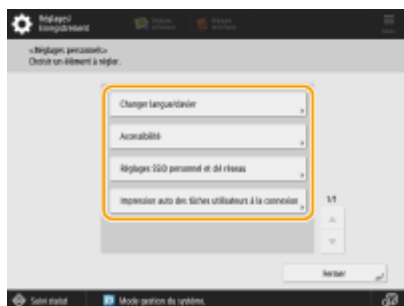 Réglages/
Enregistrement
<Réglages personnels>
Choisir un élément à régler.
Changer langue/clavier
Accessibilité
Réglages SSID personnel et clé réseau
Impression auto des tâches utilisateurs à la connexion
1/1
Fermer
Suivi statut
Mode gestion du système.